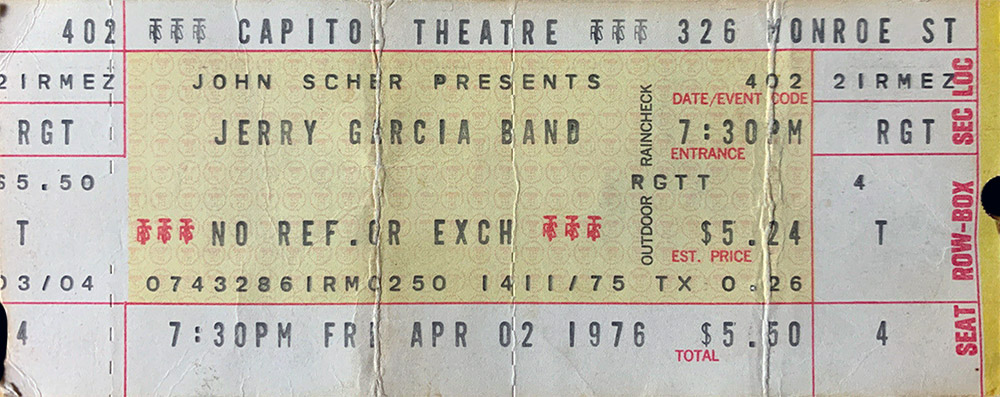 402 CAPITOL THEATRE 326 MONROE ST
2IRMEZ JOHN SCHER PRESENTS 402 2IRMEZ
DATE/EVENT CODE
RGT JERRY GARCIA BAND 7:30PM RGT
ENTRANCE
$5.50 RGTT 4
T NO REF.OR EXCH $5.24 T
EST. PRICE
03/04 0743286IRMC250 1411/75 TX 0.26
4 7:30PM FRI APR 02 1976 $5.50 4
TOTAL
OUTDOOR RAINCHECK
SEAT ROW-BOX SEC LOC